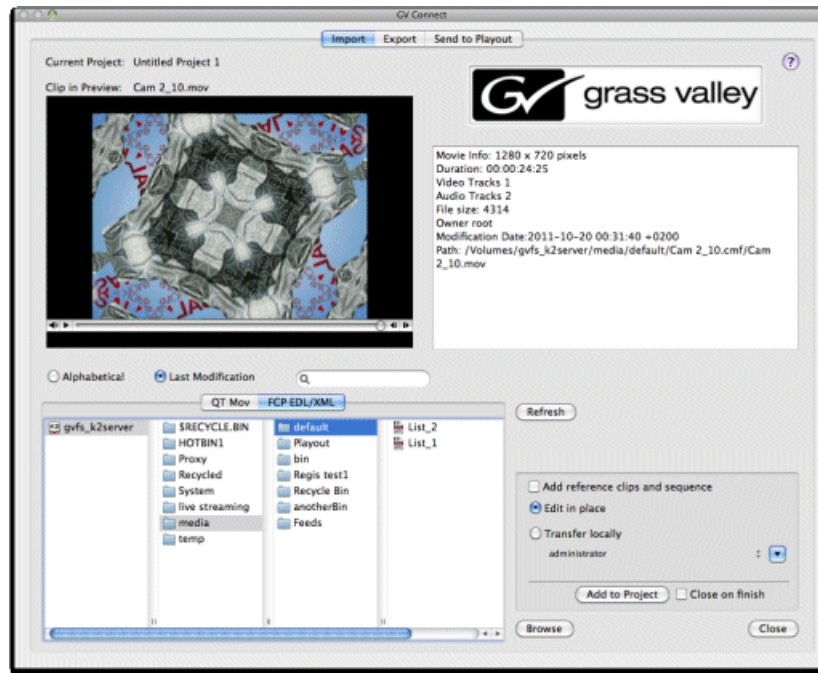 GV Connect
Import Export Send to Playout
Current Project: Untitled Project 1
?
Clip in Preview: Cam 2_10.mov
GV grass valley
Movie Info: 1280 x 720 pixels
Duration: 00:00:24:25
Video Tracks 1
Audio Tracks 2
File size: 4314
Owner root
Modification Date:2011-10-20 00:31:40 +0200
Path: /Volumes/gvfs_k2server/media/default/Cam 2_10.cmf/Cam
2_10.mov
Alphabetical Last Modification
QT Mov FCP EDL/XML
gvfs_k2server
$RECYCLE.BIN
HOTBIN1
Proxy
Recycled
System
live streaming
media
temp
default
Playout
bin
Regis test1
Recycle Bin
anotherBin
Feeds
List_2
List_1
Refresh
Add reference clips and sequence
Edit in place
Transfer locally
administrator
Add to Project Close on finish
Browse Close